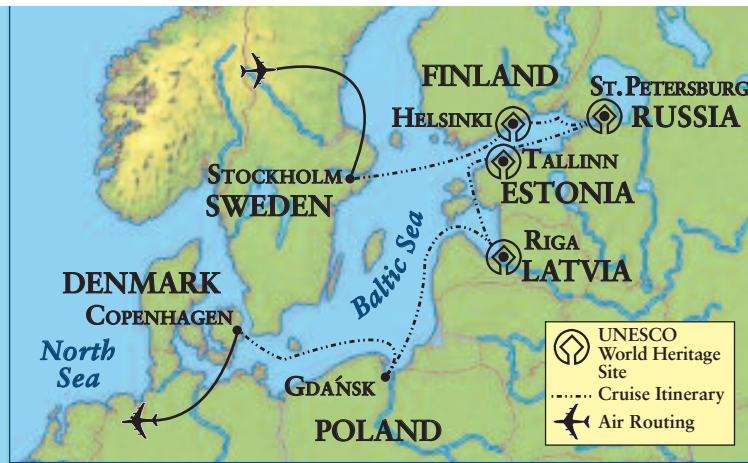 FINLAND
ST. PETERSBURG
HELSINKI
RUSSIA
TALLINN
STOCKHOLM
ESTONIA
SWEDEN
Baltic Sea
RIGA
LATVIA
DENMARK
COPENHAGEN
North
Sea
GDAŃSK
POLAND
UNESCO
World Heritage
Site
Cruise Itinerary
Air Routing